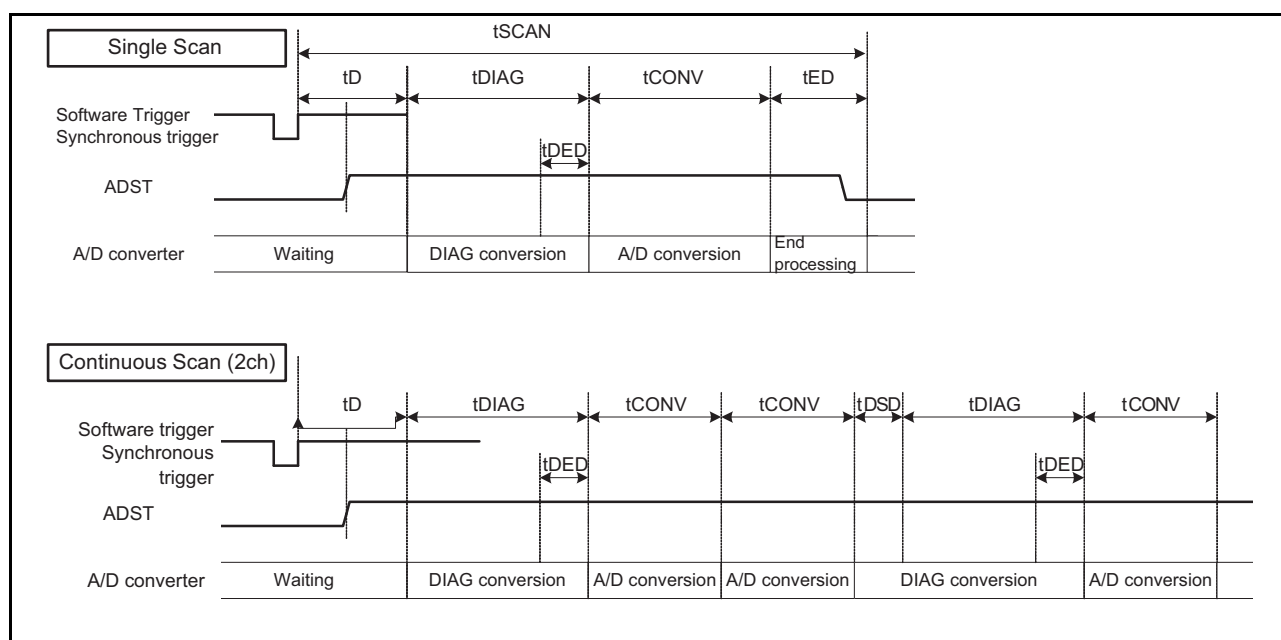 Single Scan
tSCAN
tD
tDIAG
tCONV
tED
Software Trigger
Synchronous trigger
tDED
ADST
A/D converter
Waiting
DIAG conversion
A/D conversion
End
processing
Continuous Scan (2ch)
tD
tDIAG
tCONV
tCONV
tDSD
tDIAG
tCONV
Software trigger
Synchronous
trigger
tDED
tDED
ADST
A/D converter
Waiting
DIAG conversion
A/D conversion
A/D conversion
DIAG conversion
A/D conversion